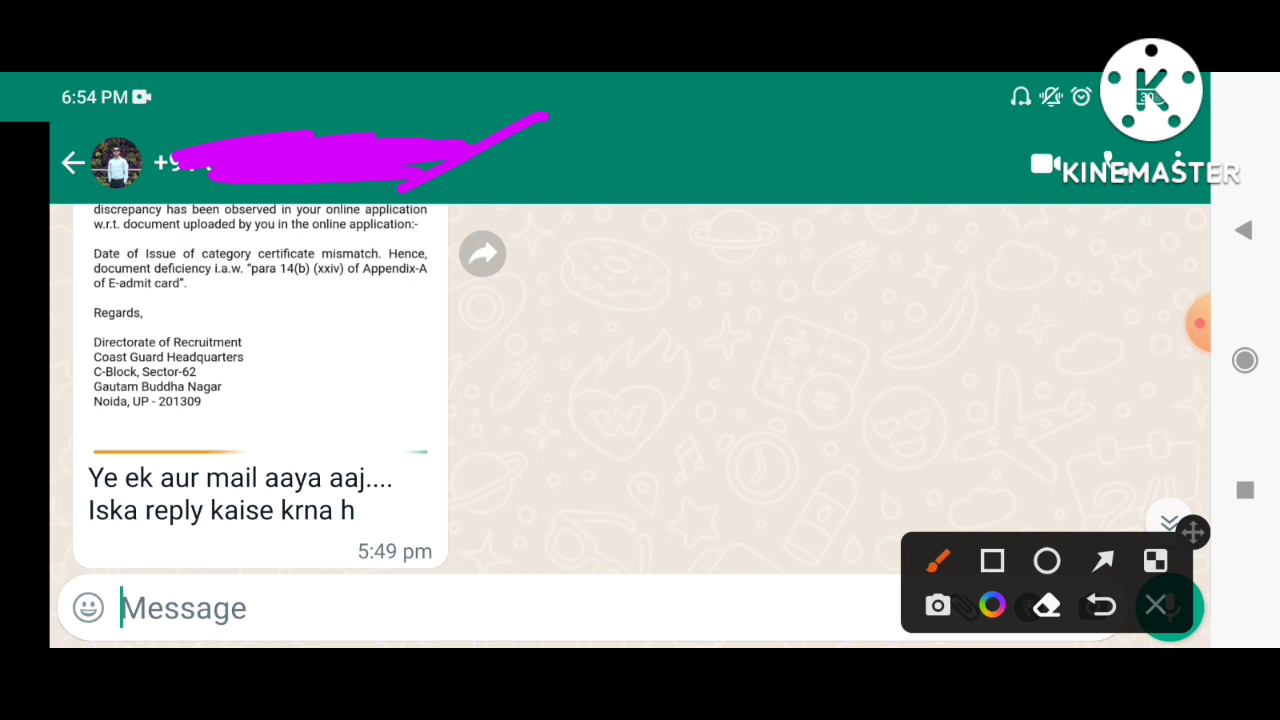 6:54 PM
KINEMASTER
discrepancy has been observed in your online application
w.r.t. document uploaded by you in the online application:-
Date of Issue of category certificate mismatch. Hence,
document deficiency i.a.w. "para 14(b) (xxiv) of Appendix-A
of E-admit card".
Regards,
Directorate of Recruitment
Coast Guard Headquarters
C-Block, Sector-62
Gautam Buddha Nagar
Noida, UP - 201309
Ye ek aur mail aaya aaj....
Iska reply kaise krna h
5:49 pm
Message